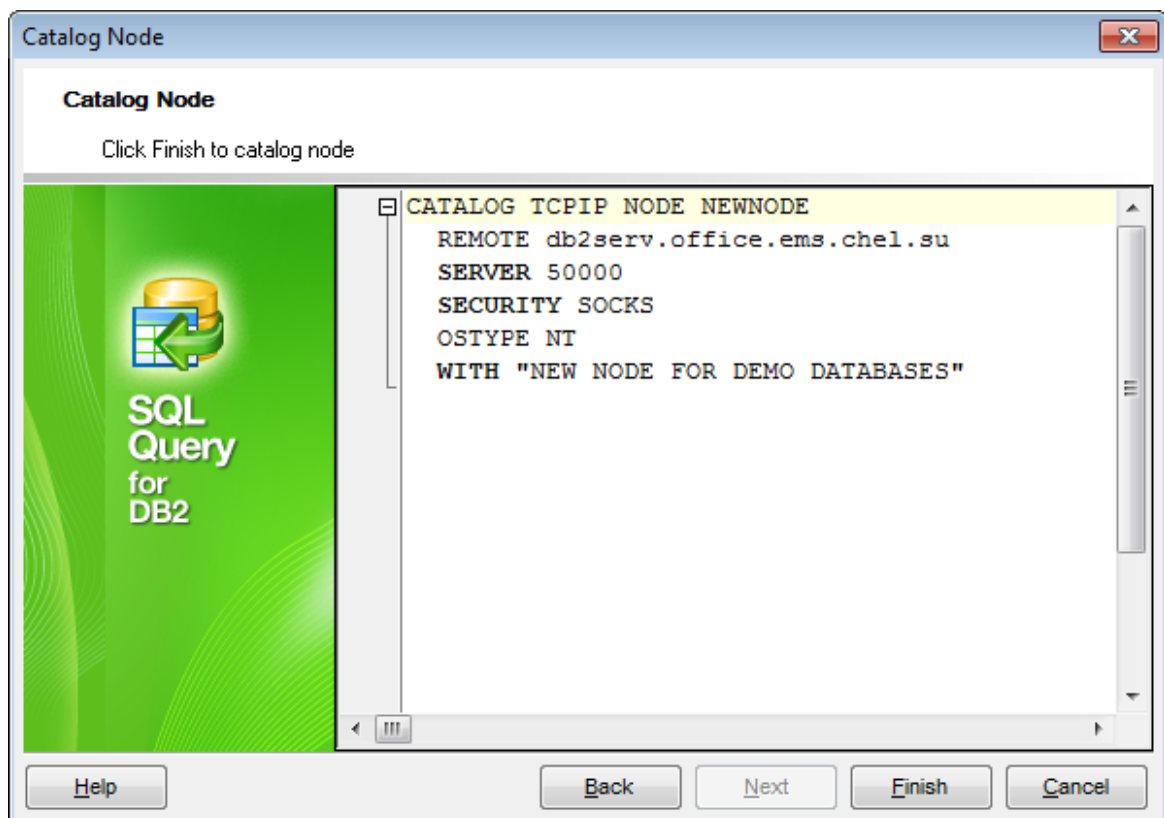 Catalog Node
Catalog Node
Click Finish to catalog node
CATALOG TCPIP NODE NEWNODE
REMOTE db2serv.office.ems.chel.su
SERVER 50000
SECURITY SOCKS
OSTYPE NT
WITH "NEW NODE FOR DEMO DATABASES"
SQL
Query
for
DB2
Help
Back
Next
Finish
Cancel